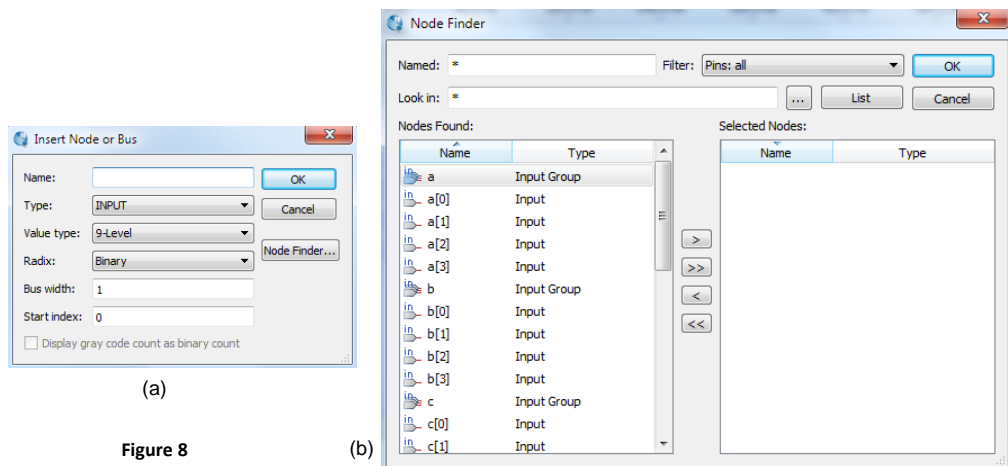 Insert Node or Bus
Name:
OK
Type:
INPUT
Cancel
Value type:
9-Level
Node Finder...
Radix:
Binary
Bus width:
1
Start index:
0
Display gray code count as binary count
(a)
Figure 8
(b)
Node Finder
Named:
*
Filter:
Pins: all
OK
Look in:
*
...
List
Cancel
Nodes Found:
Name Type
a Input Group
a[0] Input
a[1] Input
a[2] Input
a[3] Input
b Input Group
b[0] Input
b[1] Input
b[2] Input
b[3] Input
c Input Group
c[0] Input
c[1] Input
>
>>
<
<<
Selected Nodes:
Name Type